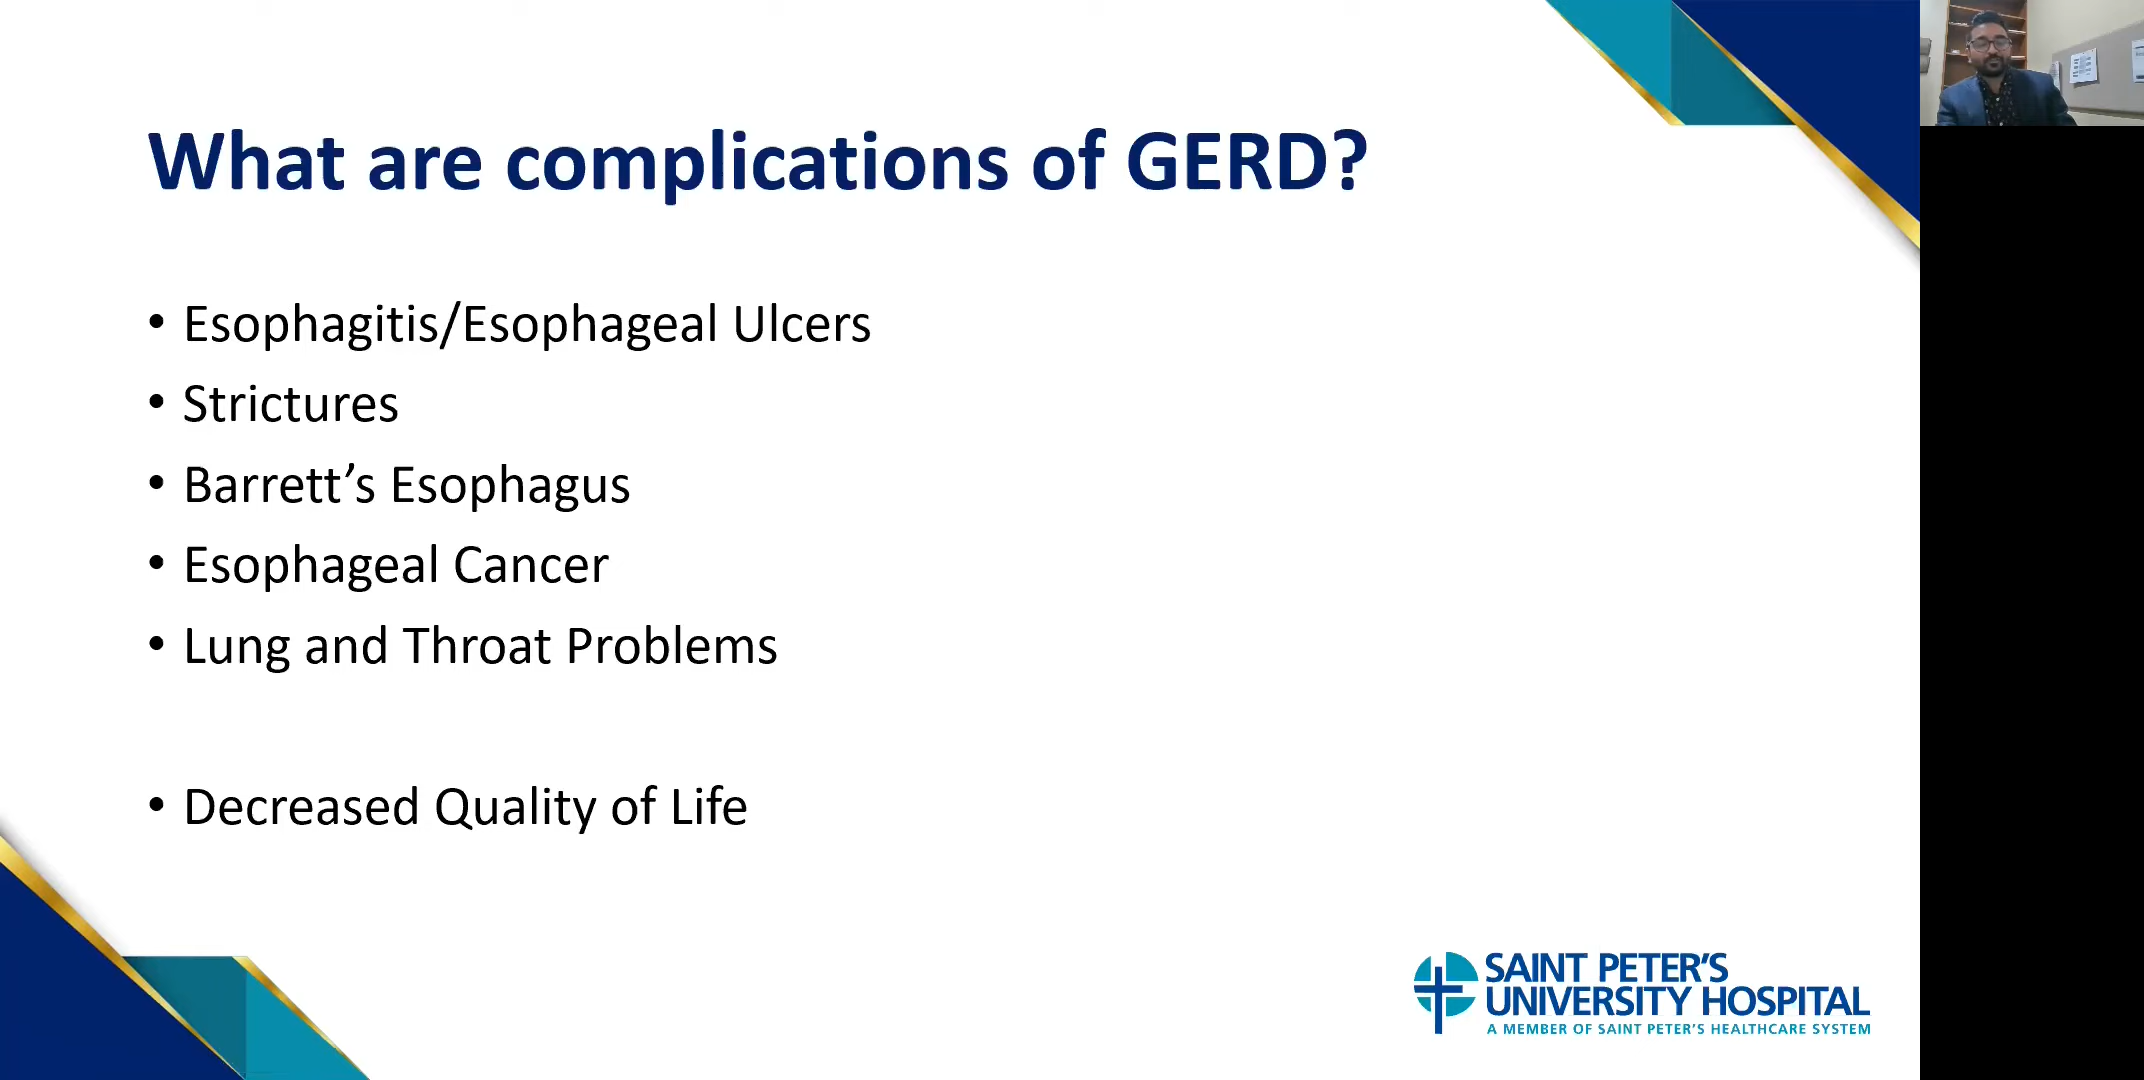 What are complications of GERD?
• Esophagitis/Esophageal Ulcers
• Strictures
• Barrett’s Esophagus
• Esophageal Cancer
• Lung and Throat Problems
• Decreased Quality of Life
SAINT PETER’S
UNIVERSITY HOSPITAL
A MEMBER OF SAINT PETER’S HEALTHCARE SYSTEM